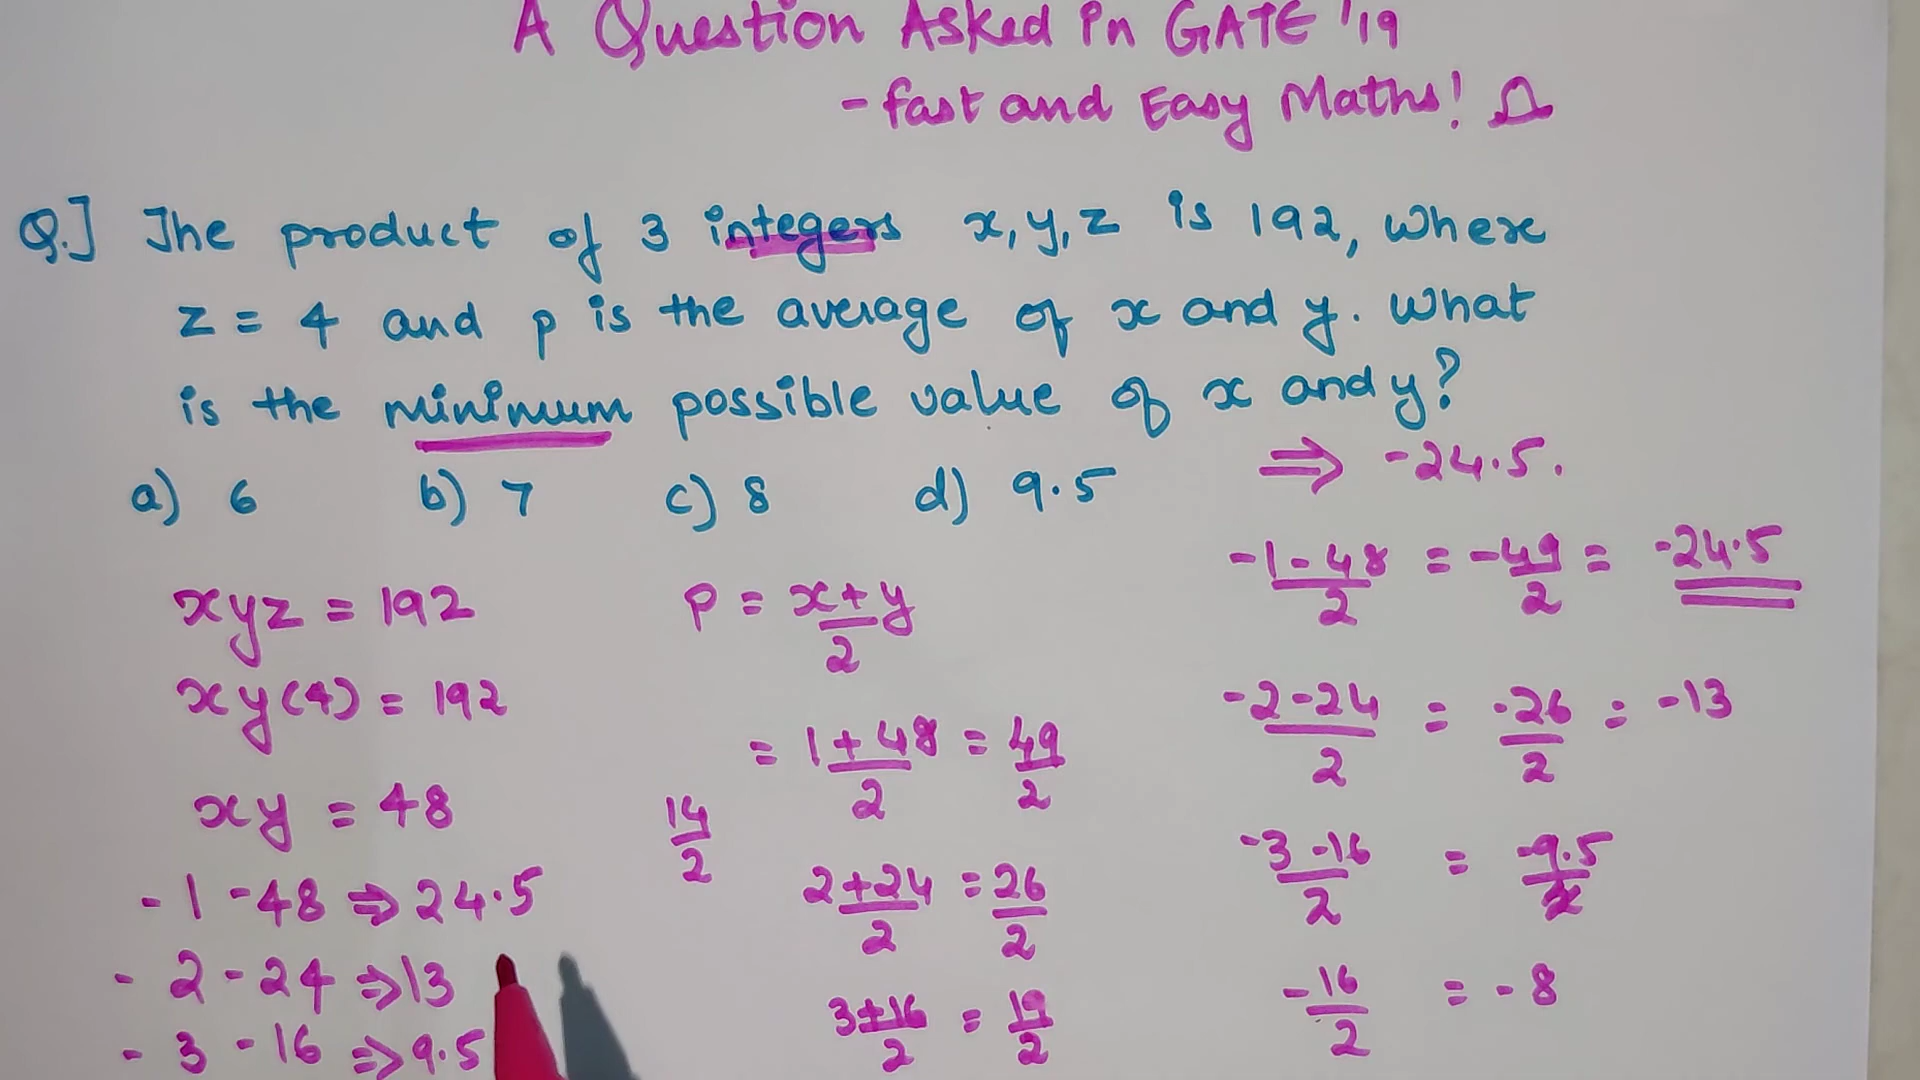 A Question Asked in GATE '19
- fast and Easy Maths!
Q.] The product of 3 integers x, y, z is 192, where
z = 4 and p is the average of x and y. What
is the minimum possible value of x and y?
a) 6 b) 7 c) 8 d) 9.5
⇒ -24.5.
xyz = 192
xy(4) = 192
xy = 48
-1 -48 ⇒ 24.5
- 2 - 24 ⇒ 13
- 3 - 16 ⇒ 9.5
14/2
p = x+y/2
= 1+48/2 = 49/2
2+24/2 = 26/2
3+16/2 = 19/2
-1-48/2 = -49/2 = -24.5
-2-24/2 = -26/2 = -13
-3-16/2 = -9.5/2
-16/2 = -8